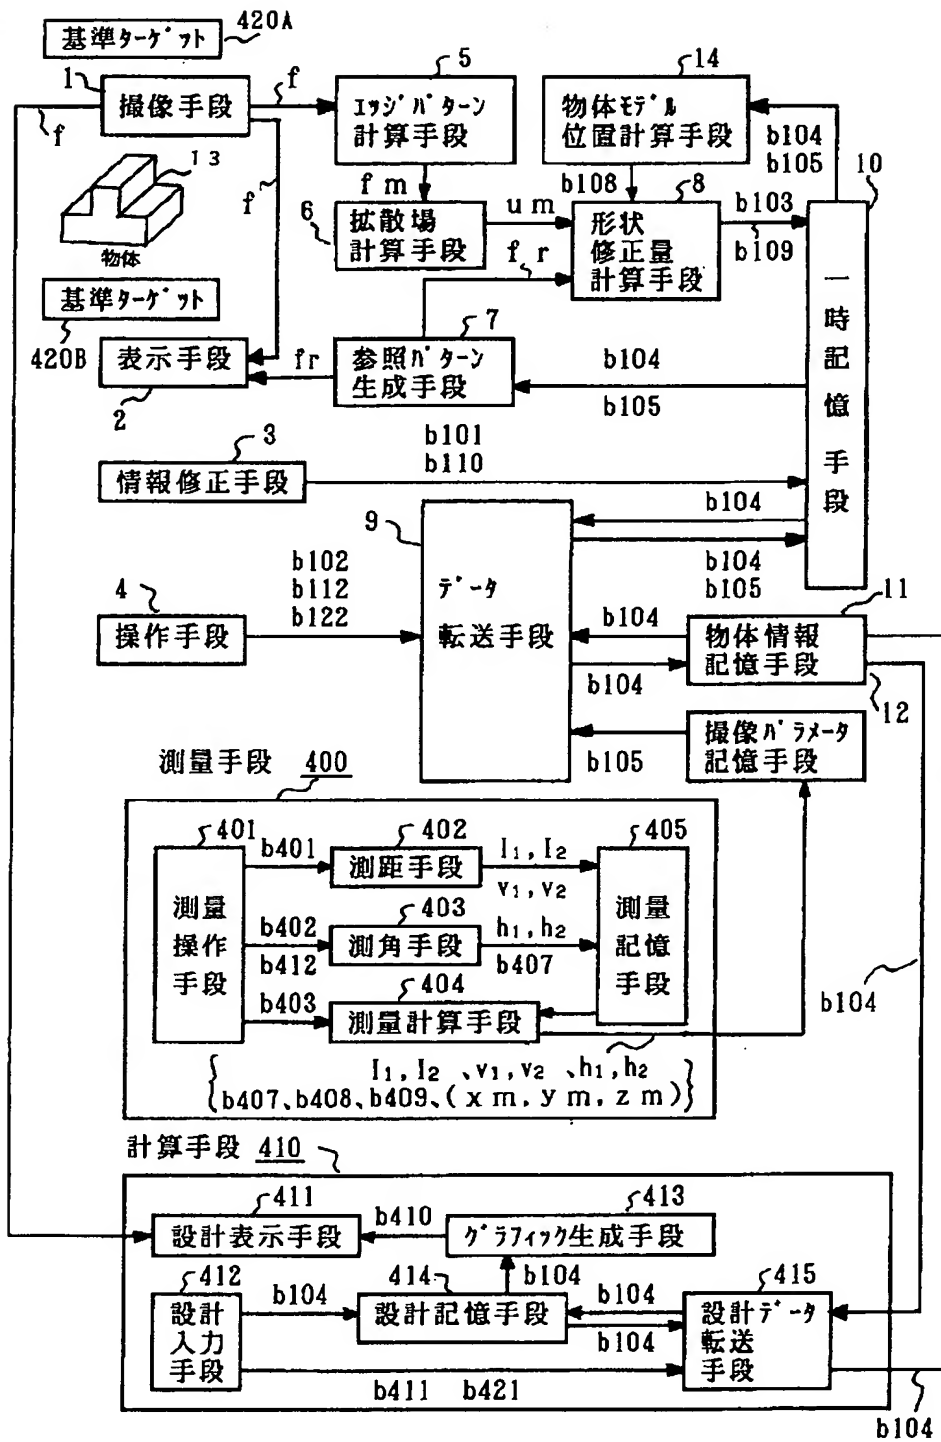 基準ターゲット
420A
1
撮像手段
f
f
f
13
物体
基準ターゲット
420B
表示手段
2
5
エッジパターン
計算手段
fm
6
拡散場
計算手段
um
fr
14
物体モデル
位置計算手段
b108
8
形状
修正量
計算手段
b103
b109
b104
b105
10
一時記憶手段
7
参照パターン
生成手段
fr
b104
b105
3
情報修正手段
b101
b110
9
データ
転送手段
b104
b104
b105
4
操作手段
b102
b112
b122
11
物体情報
記憶手段
b104
b104
12
撮像パラメータ
記憶手段
b105
測量手段 400
401
測量
操作
手段
b401
402
測距手段
I₁, I₂
v₁, v₂
405
測量
記憶
手段
b402
b412
403
測角手段
h₁, h₂
b407
b403
404
測量計算手段
I₁, I₂ 、v₁, v₂ 、h₁, h₂
{b407、b408、b409、(xm, ym, zm)}
b104
計算手段 410
411
設計表示手段
b410
413
グラフィック生成手段
412
設計
入力
手段
b104
414
設計記憶手段
b104
b104
b104
415
設計データ
転送
手段
b411 b421
b104